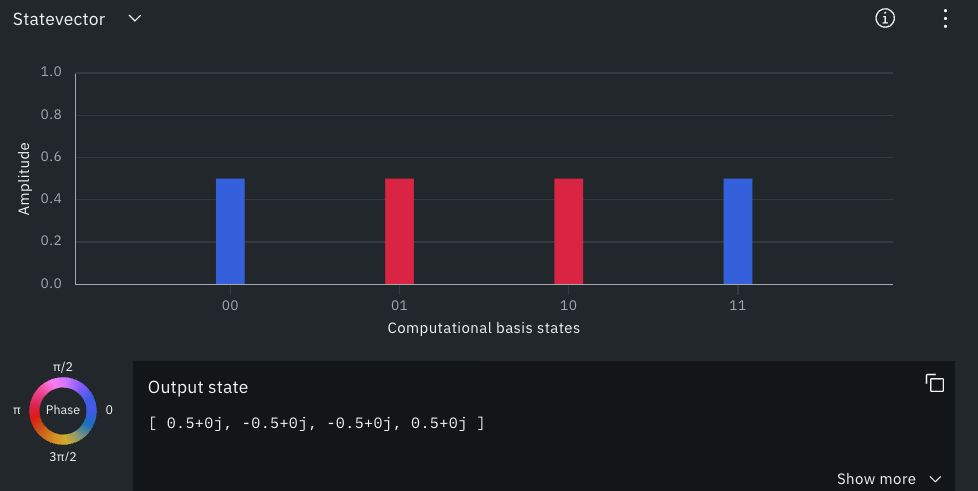 Statevector
1.0
0.8
0.6
0.4
0.2
0.0
Amplitude
00 01 10 11
Computational basis states
π/2
π Phase 0
3π/2
Output state
[ 0.5+0j, -0.5+0j, -0.5+0j, 0.5+0j ]
Show more